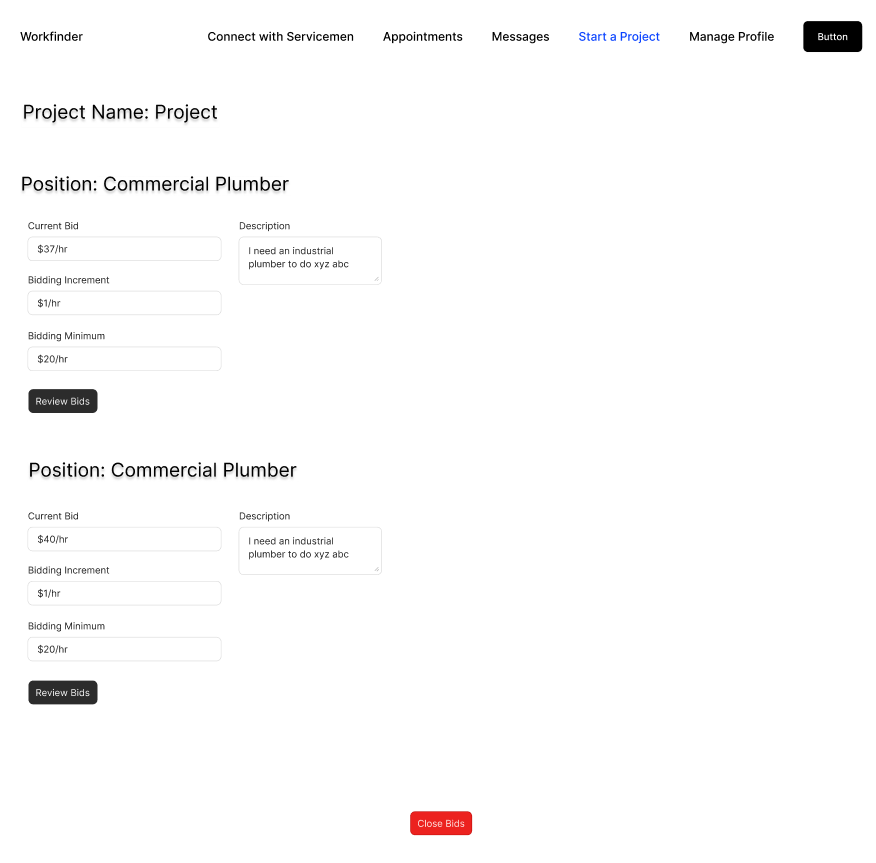 Workfinder
Connect with Servicemen
Appointments
Messages
Start a Project
Manage Profile
Button
Project Name: Project
Position: Commercial Plumber
Current Bid
$37/hr
Description
I need an industrial
plumber to do xyz abc
Bidding Increment
$1/hr
Bidding Minimum
$20/hr
Review Bids
Position: Commercial Plumber
Current Bid
$40/hr
Description
I need an industrial
plumber to do xyz abc
Bidding Increment
$1/hr
Bidding Minimum
$20/hr
Review Bids
Close Bids